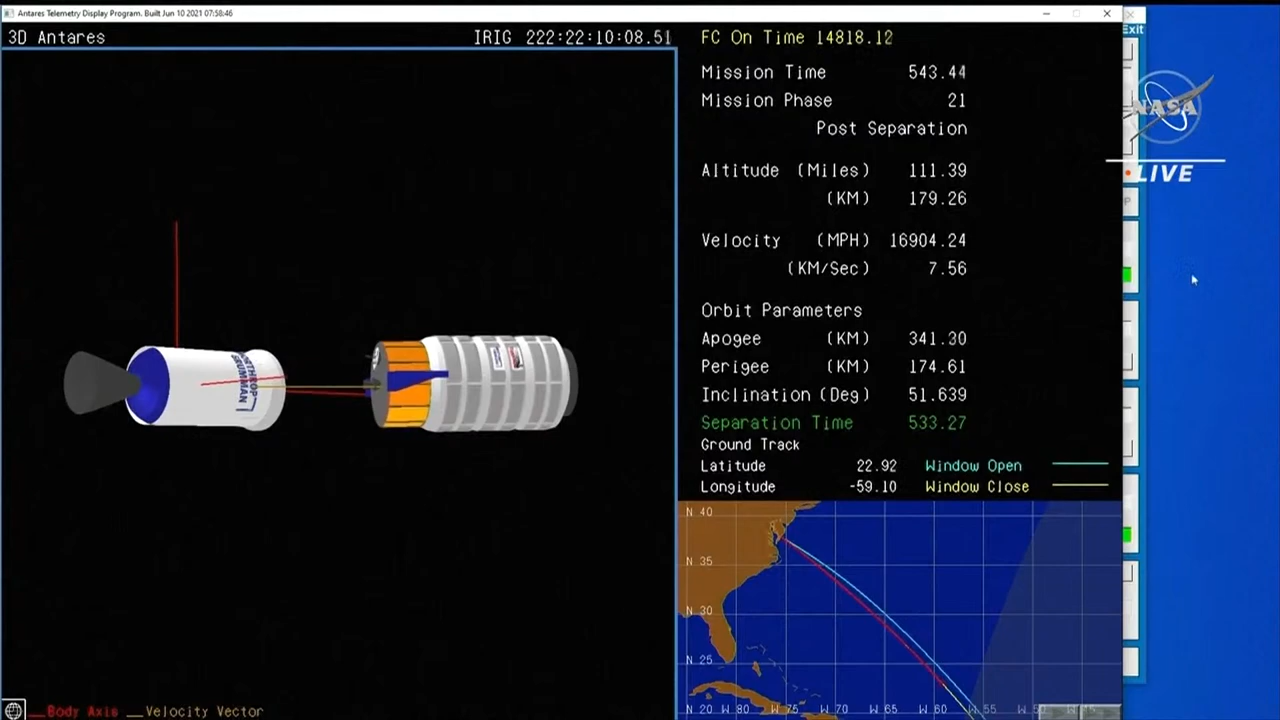 Antares Telemetry Display Program. Built Jun 10 2021 07:58:46
Exit
3D Antares
IRIG 222:22:10:08.51
FC On Time 14818.12
Mission Time 543.44
Mission Phase 21
Post Separation
Altitude (Miles) 111.39
(KM) 179.26
Velocity (MPH) 16904.24
(KM/Sec) 7.56
Orbit Parameters
Apogee (KM) 341.30
Perigee (KM) 174.61
Inclination (Deg) 51.639
Separation Time 533.27
Ground Track
Latitude 22.92 Window Open
Longitude -59.10 Window Close
NASA
LIVE
NORTHROP
GRUMMAN
N 40
N 35
N 30
N 25
N 20 W 80 W 75 W 70 W 65 W 60 W 55
Body Axis Velocity Vector